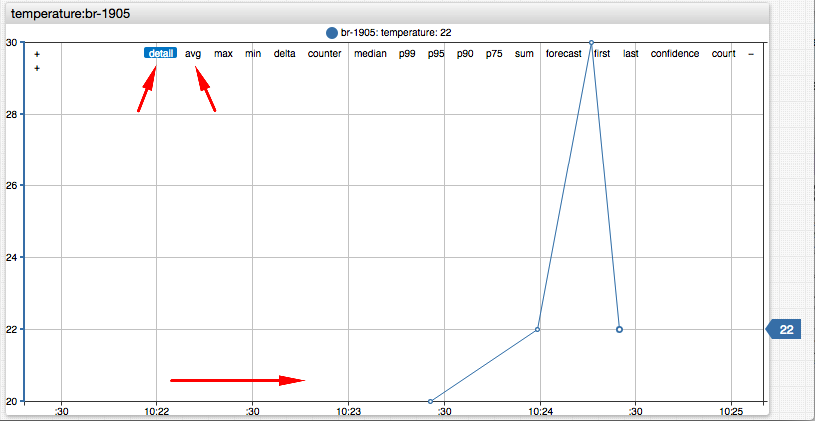 temperature:br-1905
br-1905: temperature: 22
+ detail avg max min delta counter median p99 p95 p90 p75 sum forecast first last confidence count −
+
30
28
26
24
22
20
22
:30 10:22 :30 10:23 :30 10:24 :30 10:25